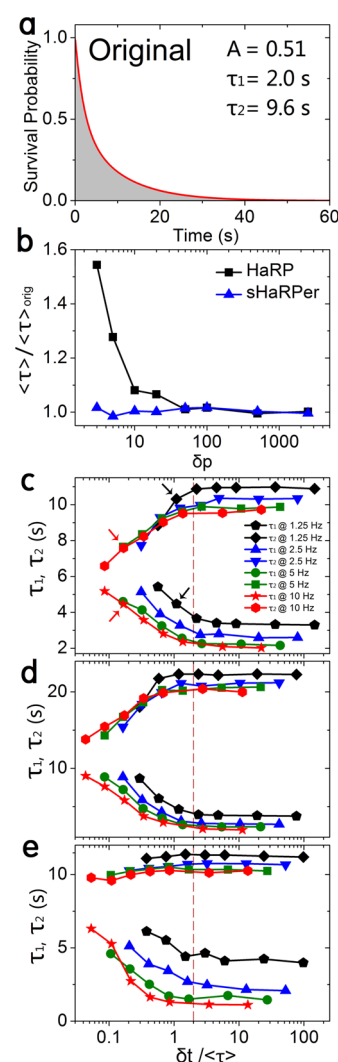 a
Original
A = 0.51
τ1= 2.0 s
τ2= 9.6 s
Survival Probability
1.0
0.5
0.0
0 20 40 60
Time (s)
b
<τ>/<τ>orig
1.6
1.4
1.2
1.0
HaRP
sHaRPer
10 100 1000
δp
c
τ1, τ2 (s)
10
8
6
4
2
τ1 @ 1.25 Hz
τ2 @ 1.25 Hz
τ1 @ 2.5 Hz
τ2 @ 2.5 Hz
τ1 @ 5 Hz
τ2 @ 5 Hz
τ1 @ 10 Hz
τ2 @ 10 Hz
d
τ1, τ2 (s)
20
10
0
e
τ1, τ2 (s)
10
5
0
0.1 1 10 100
δt /<τ>